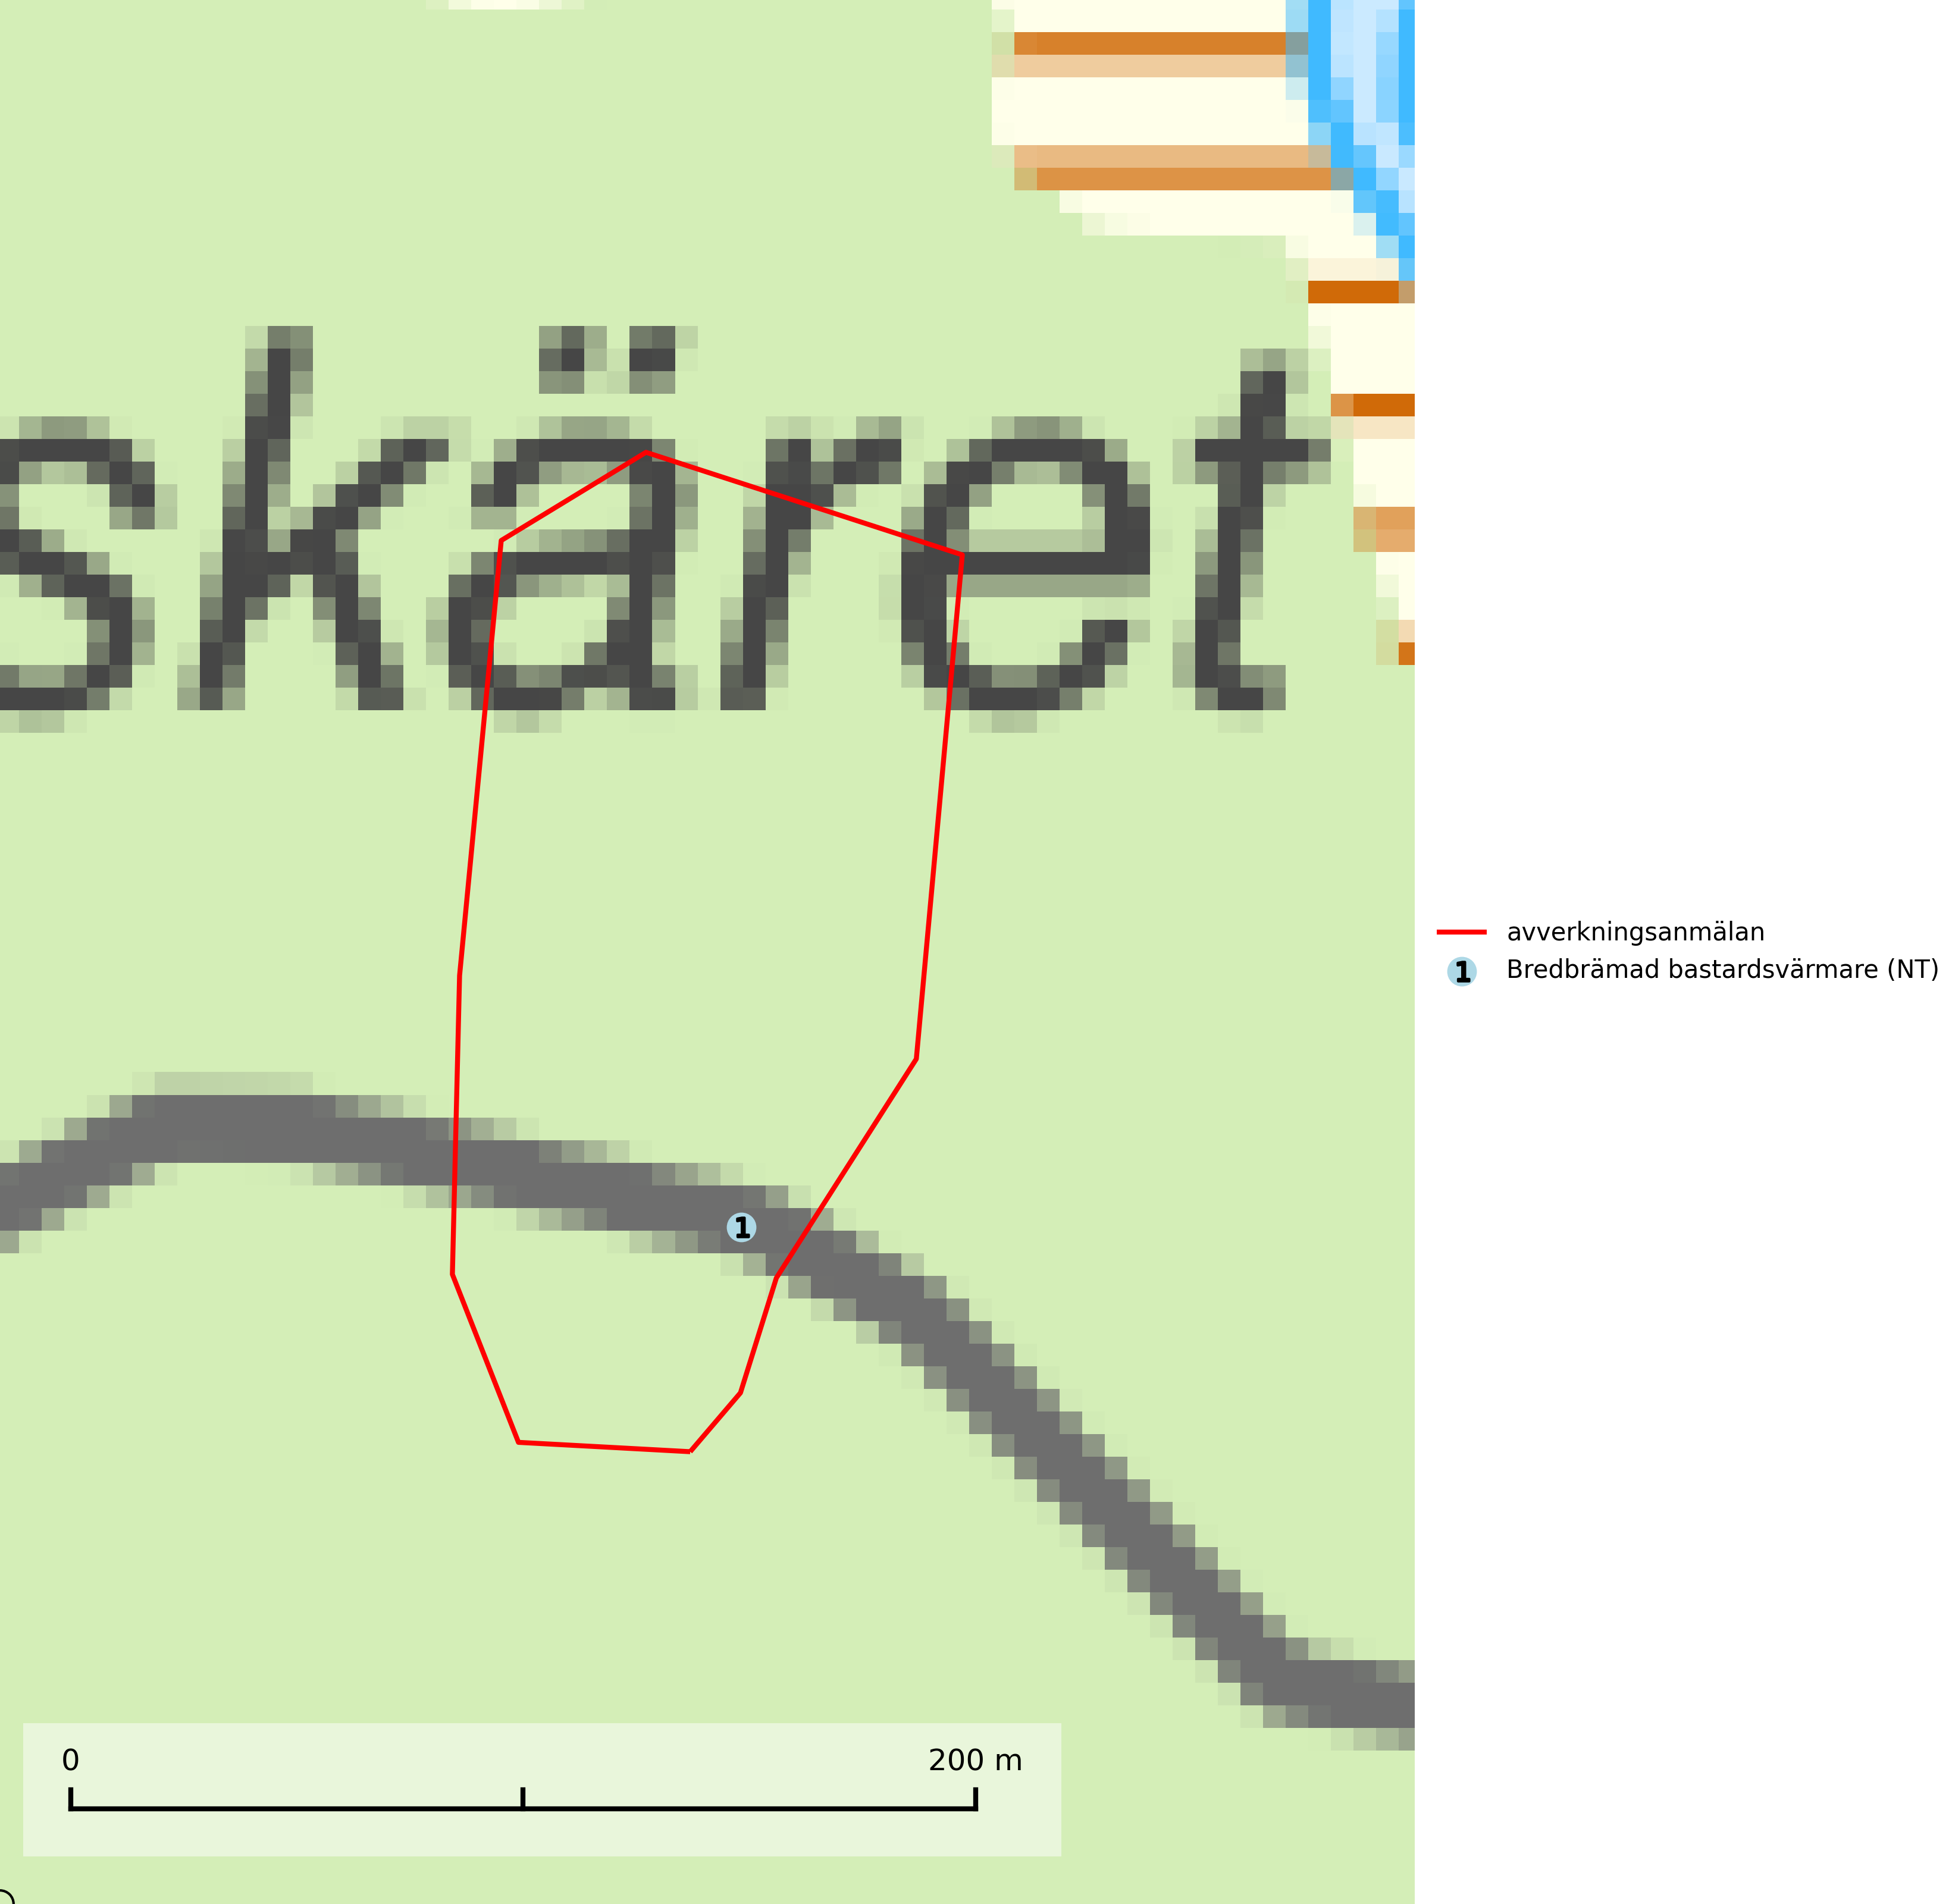 skäret
avverkningsanmälan
1 Bredbrämad bastardsvärmare (NT)
1
0 200 m